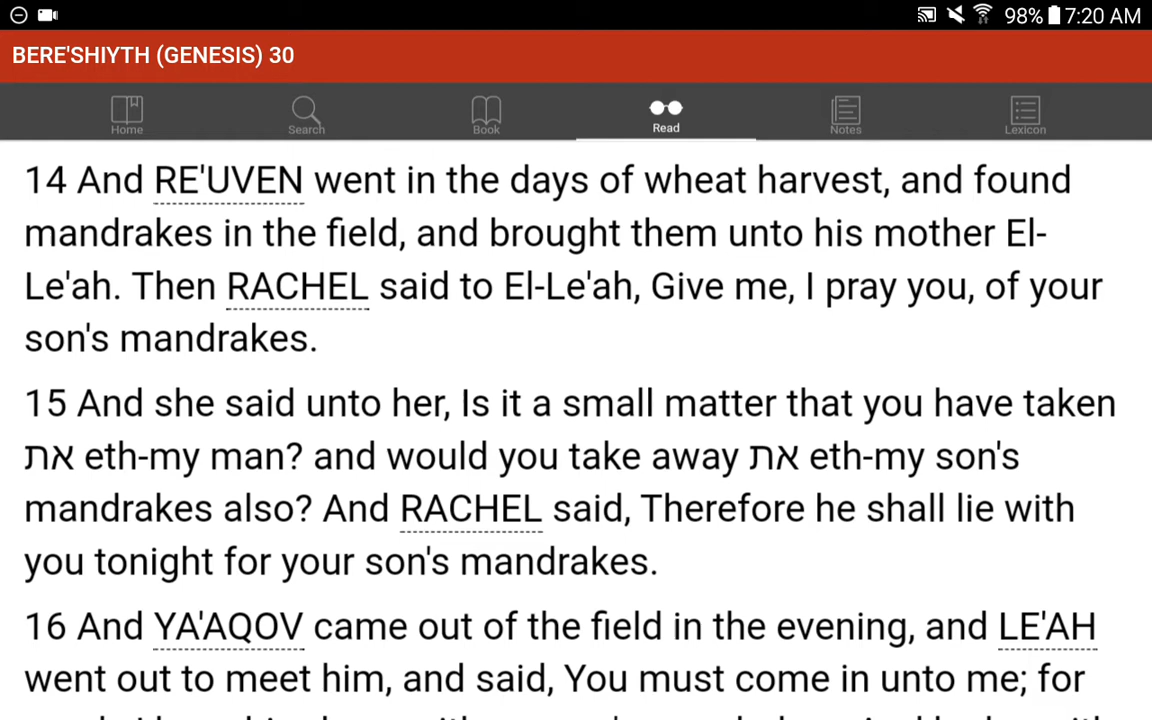 98% 7:20 AM
BERE'SHIYTH (GENESIS) 30
Home Search Book Read Notes Lexicon
14 And RE'UVEN went in the days of wheat harvest, and found
mandrakes in the field, and brought them unto his mother El-
Le'ah. Then RACHEL said to El-Le'ah, Give me, I pray you, of your
son's mandrakes.
15 And she said unto her, Is it a small matter that you have taken
את eth-my man? and would you take away את eth-my son's
mandrakes also? And RACHEL said, Therefore he shall lie with
you tonight for your son's mandrakes.
16 And YA'AQOV came out of the field in the evening, and LE'AH
went out to meet him, and said, You must come in unto me; for